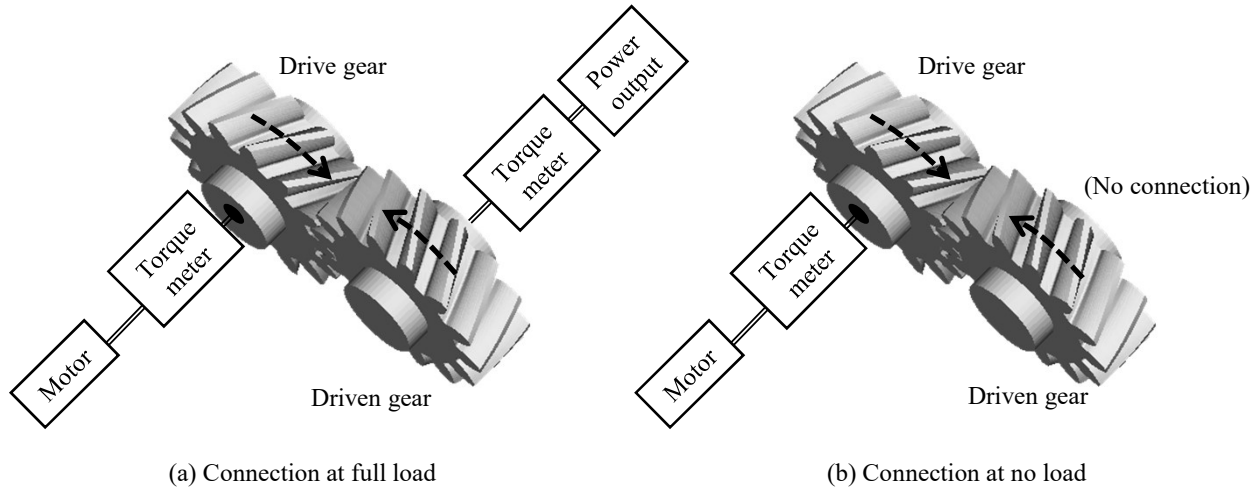 Drive gear
Power
output
Torque
meter
Torque
meter
Motor
Driven gear
(a) Connection at full load
Drive gear
(No connection)
Torque
meter
Motor
Driven gear
(b) Connection at no load